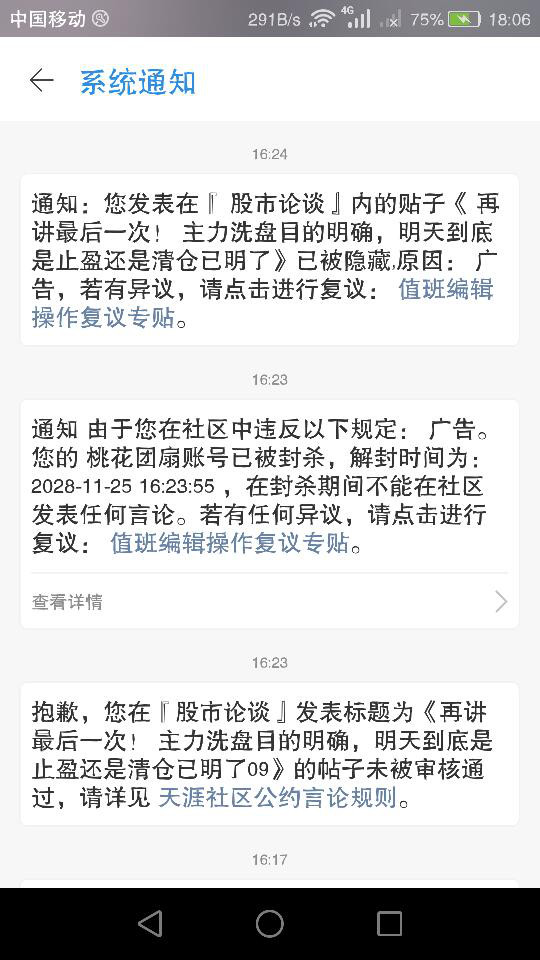 中国移动 291B/s 4G 75% 18:06
系统通知
16:24
通知：您发表在『 股市论谈 』内的贴子《 再
讲最后一次！ 主力洗盘目的明确，明天到底
是止盈还是清仓已明了》已被隐藏,原因： 广
告，若有异议，请点击进行复议： 值班编辑
操作复议专贴。
16:23
通知 由于您在社区中违反以下规定： 广告。
您的 桃花团扇账号已被封杀，解封时间为：
2028-11-25 16:23:55 ，在封杀期间不能在社区
发表任何言论。若有任何异议，请点击进行
复议： 值班编辑操作复议专贴。
查看详情
16:23
抱歉，您在『股市论谈 』发表标题为《再讲
最后一次！ 主力洗盘目的明确，明天到底是
止盈还是清仓已明了09》的帖子未被审核通
过，请详见 天涯社区公约言论规则。
16:17